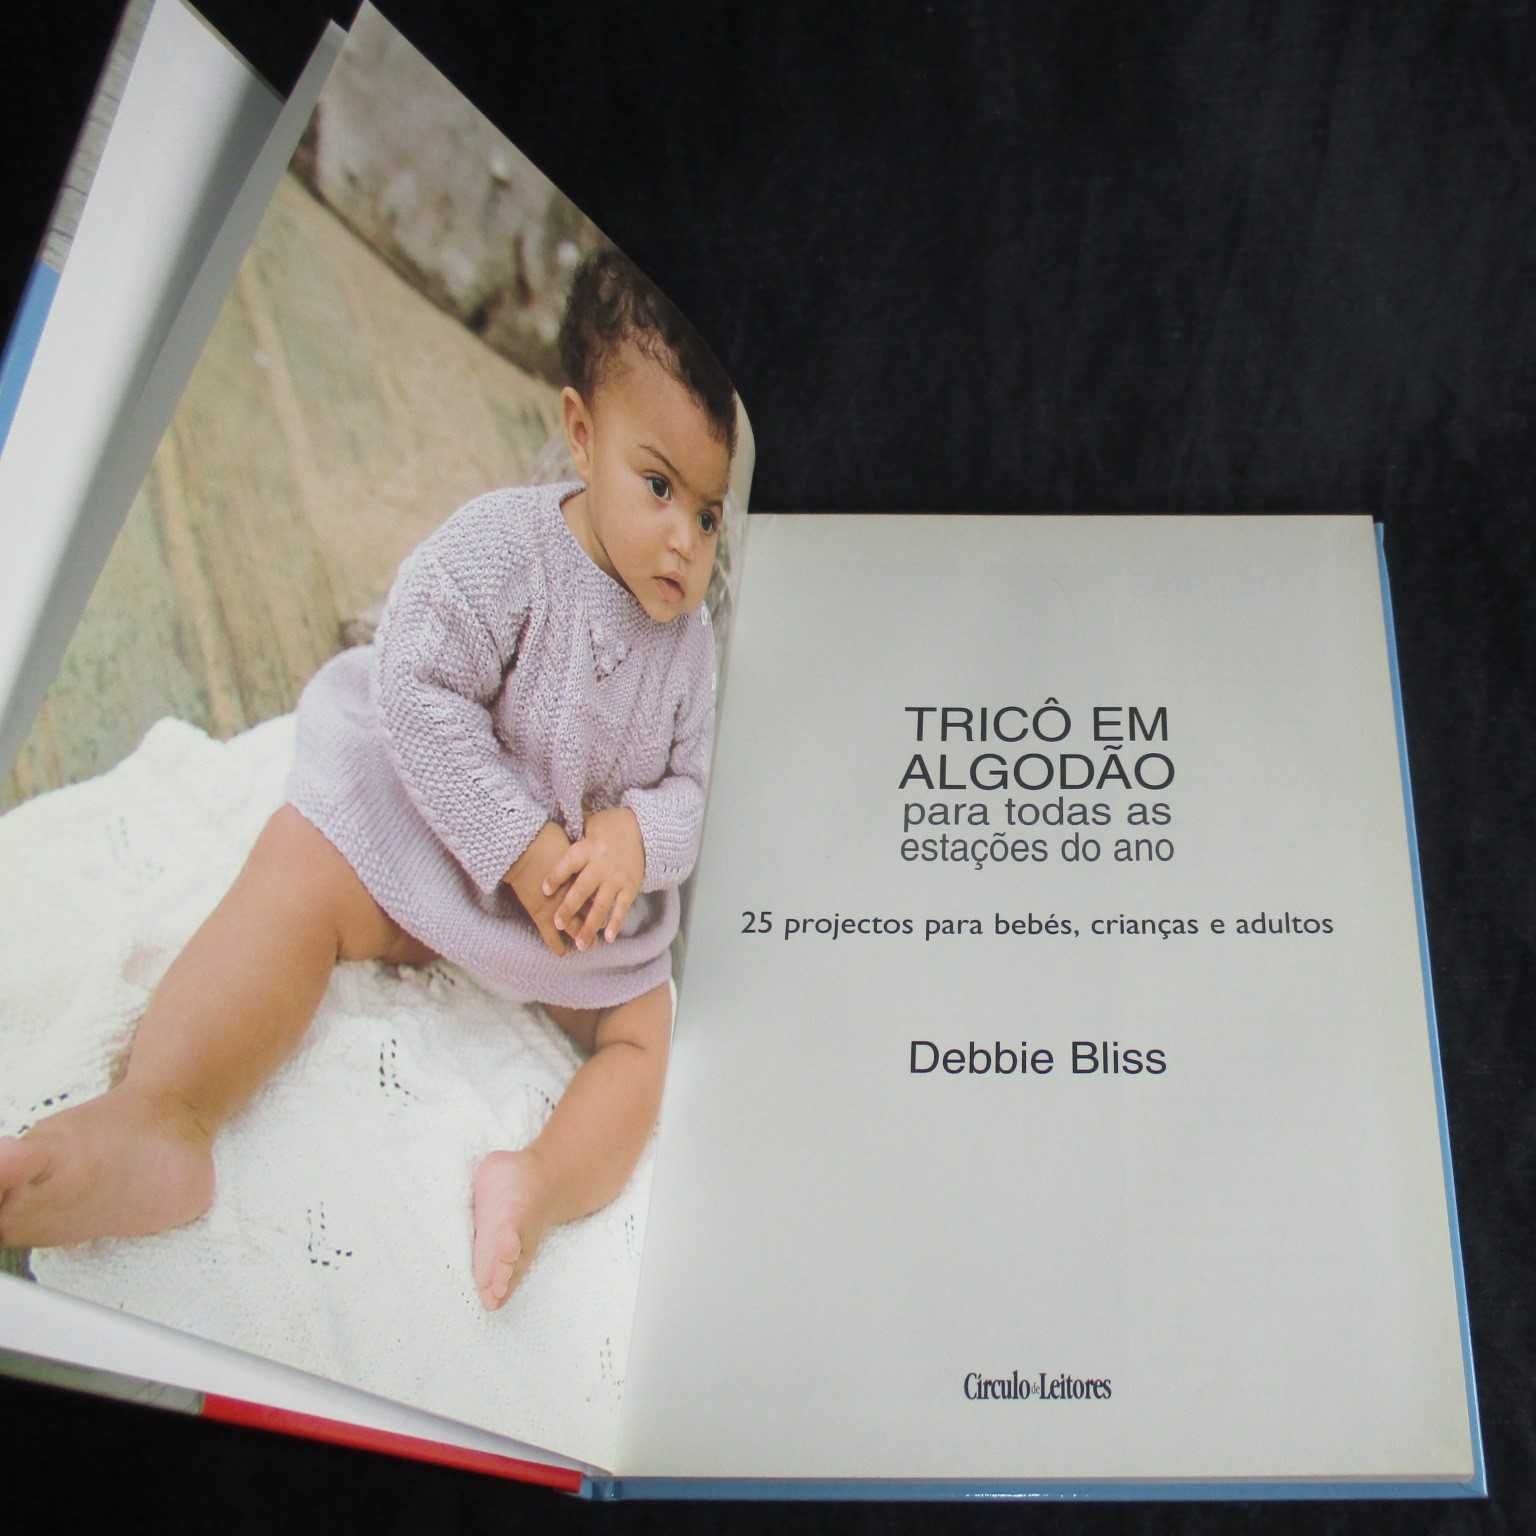 TRICÔ EM
ALGODÃO
para todas as
estações do ano
25 projectos para bebés, crianças e adultos
Debbie Bliss
Círculo de Leitores